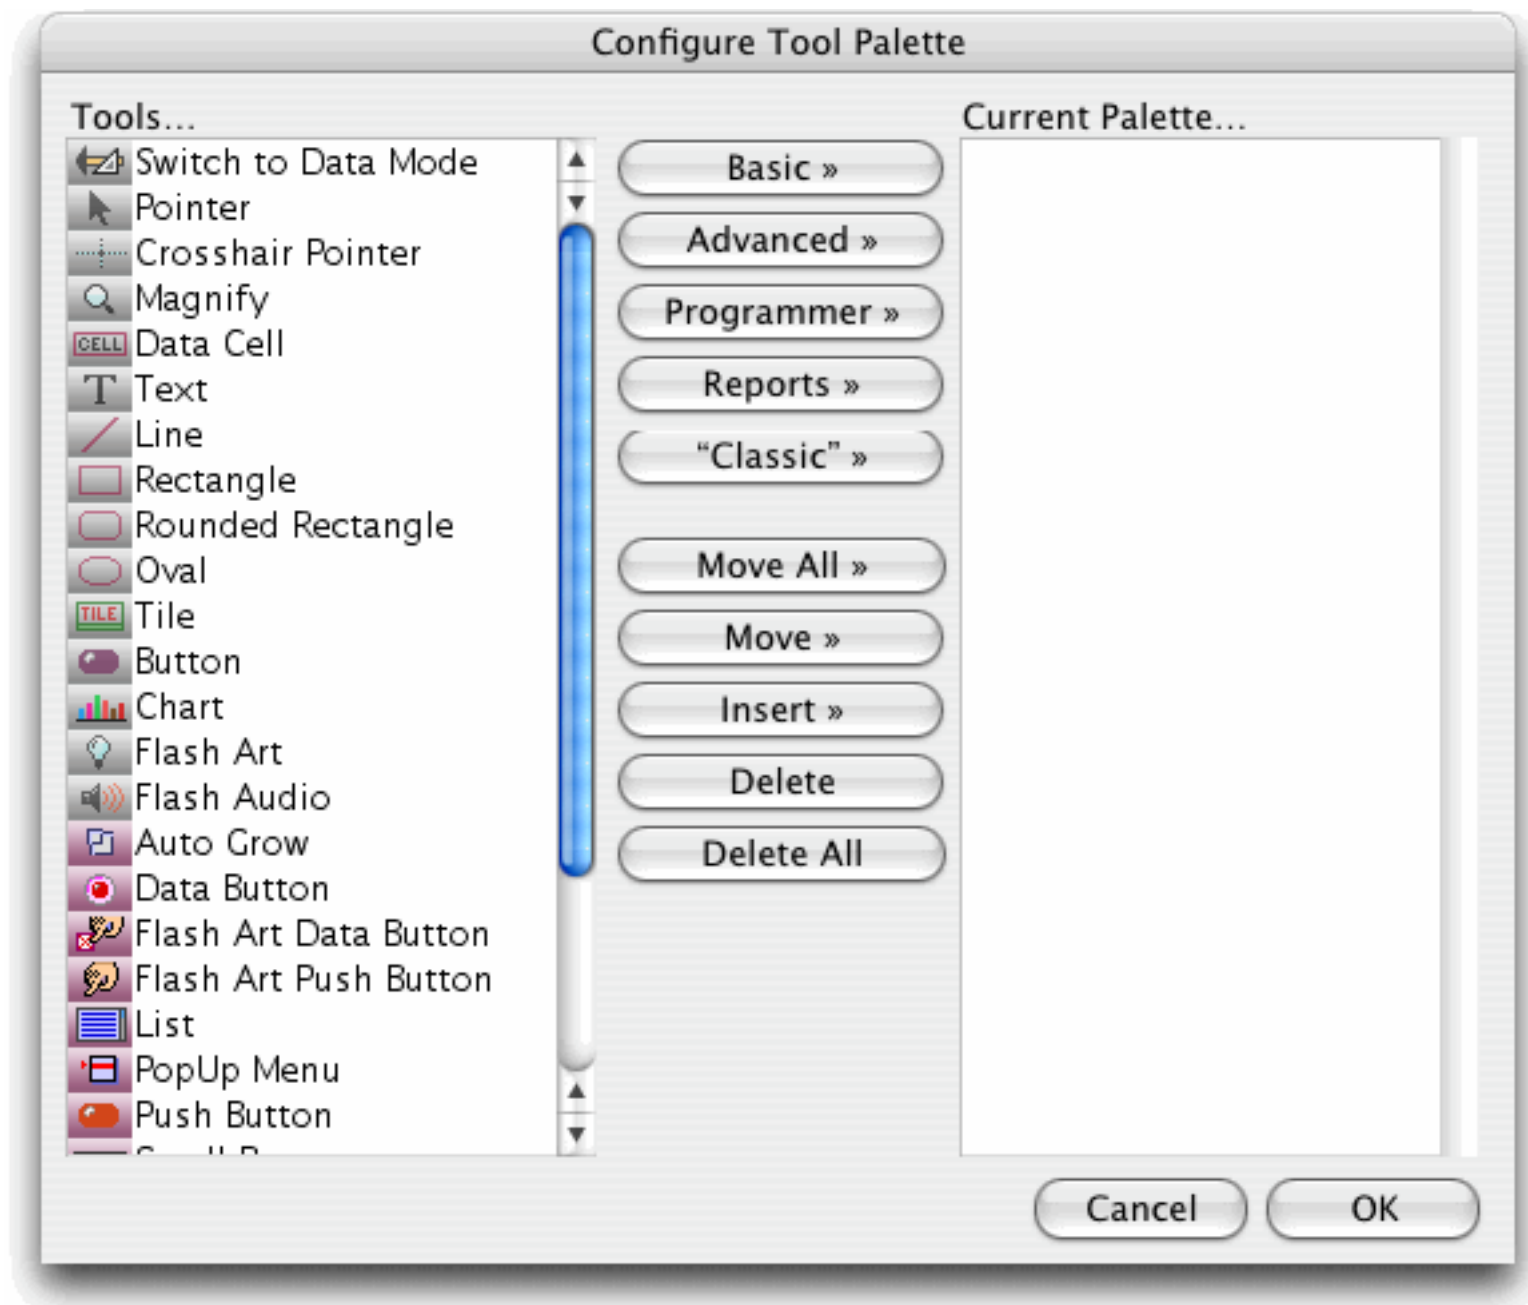 Configure Tool Palette
Tools...
Switch to Data Mode
Pointer
Crosshair Pointer
Magnify
CELL Data Cell
T Text
Line
Rectangle
Rounded Rectangle
Oval
TILE Tile
Button
Chart
Flash Art
Flash Audio
Auto Grow
Data Button
Flash Art Data Button
Flash Art Push Button
List
PopUp Menu
Push Button
Basic »
Advanced »
Programmer »
Reports »
“Classic” »
Move All »
Move »
Insert »
Delete
Delete All
Current Palette...
Cancel
OK